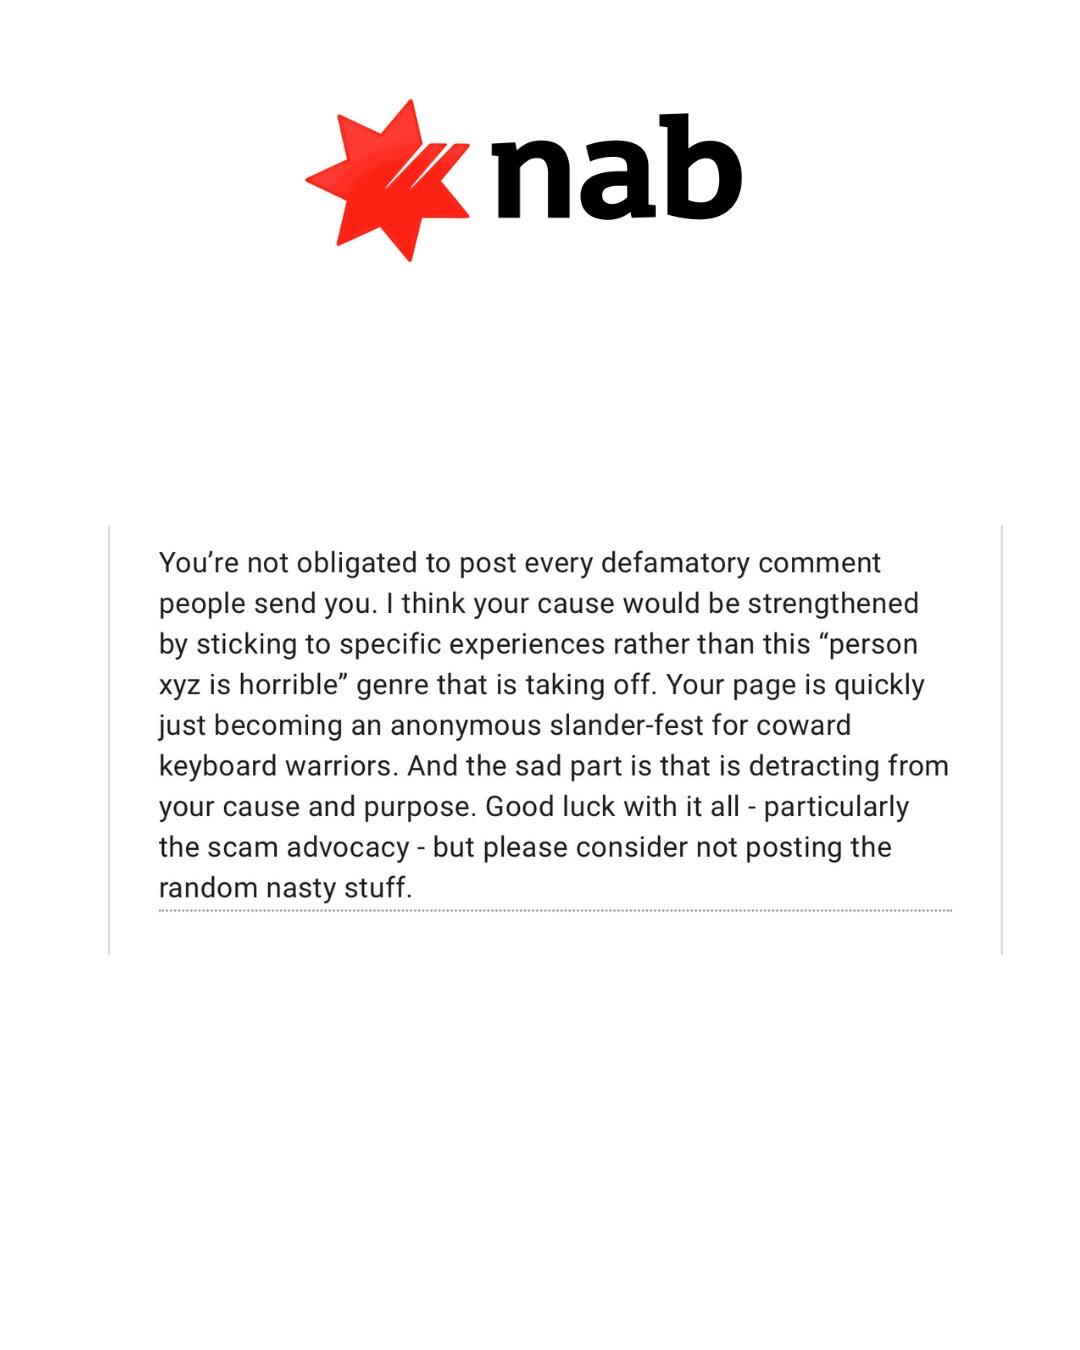 nab
You’re not obligated to post every defamatory comment
people send you. I think your cause would be strengthened
by sticking to specific experiences rather than this “person
xyz is horrible” genre that is taking off. Your page is quickly
just becoming an anonymous slander-fest for coward
keyboard warriors. And the sad part is that is detracting from
your cause and purpose. Good luck with it all - particularly
the scam advocacy - but please consider not posting the
random nasty stuff.